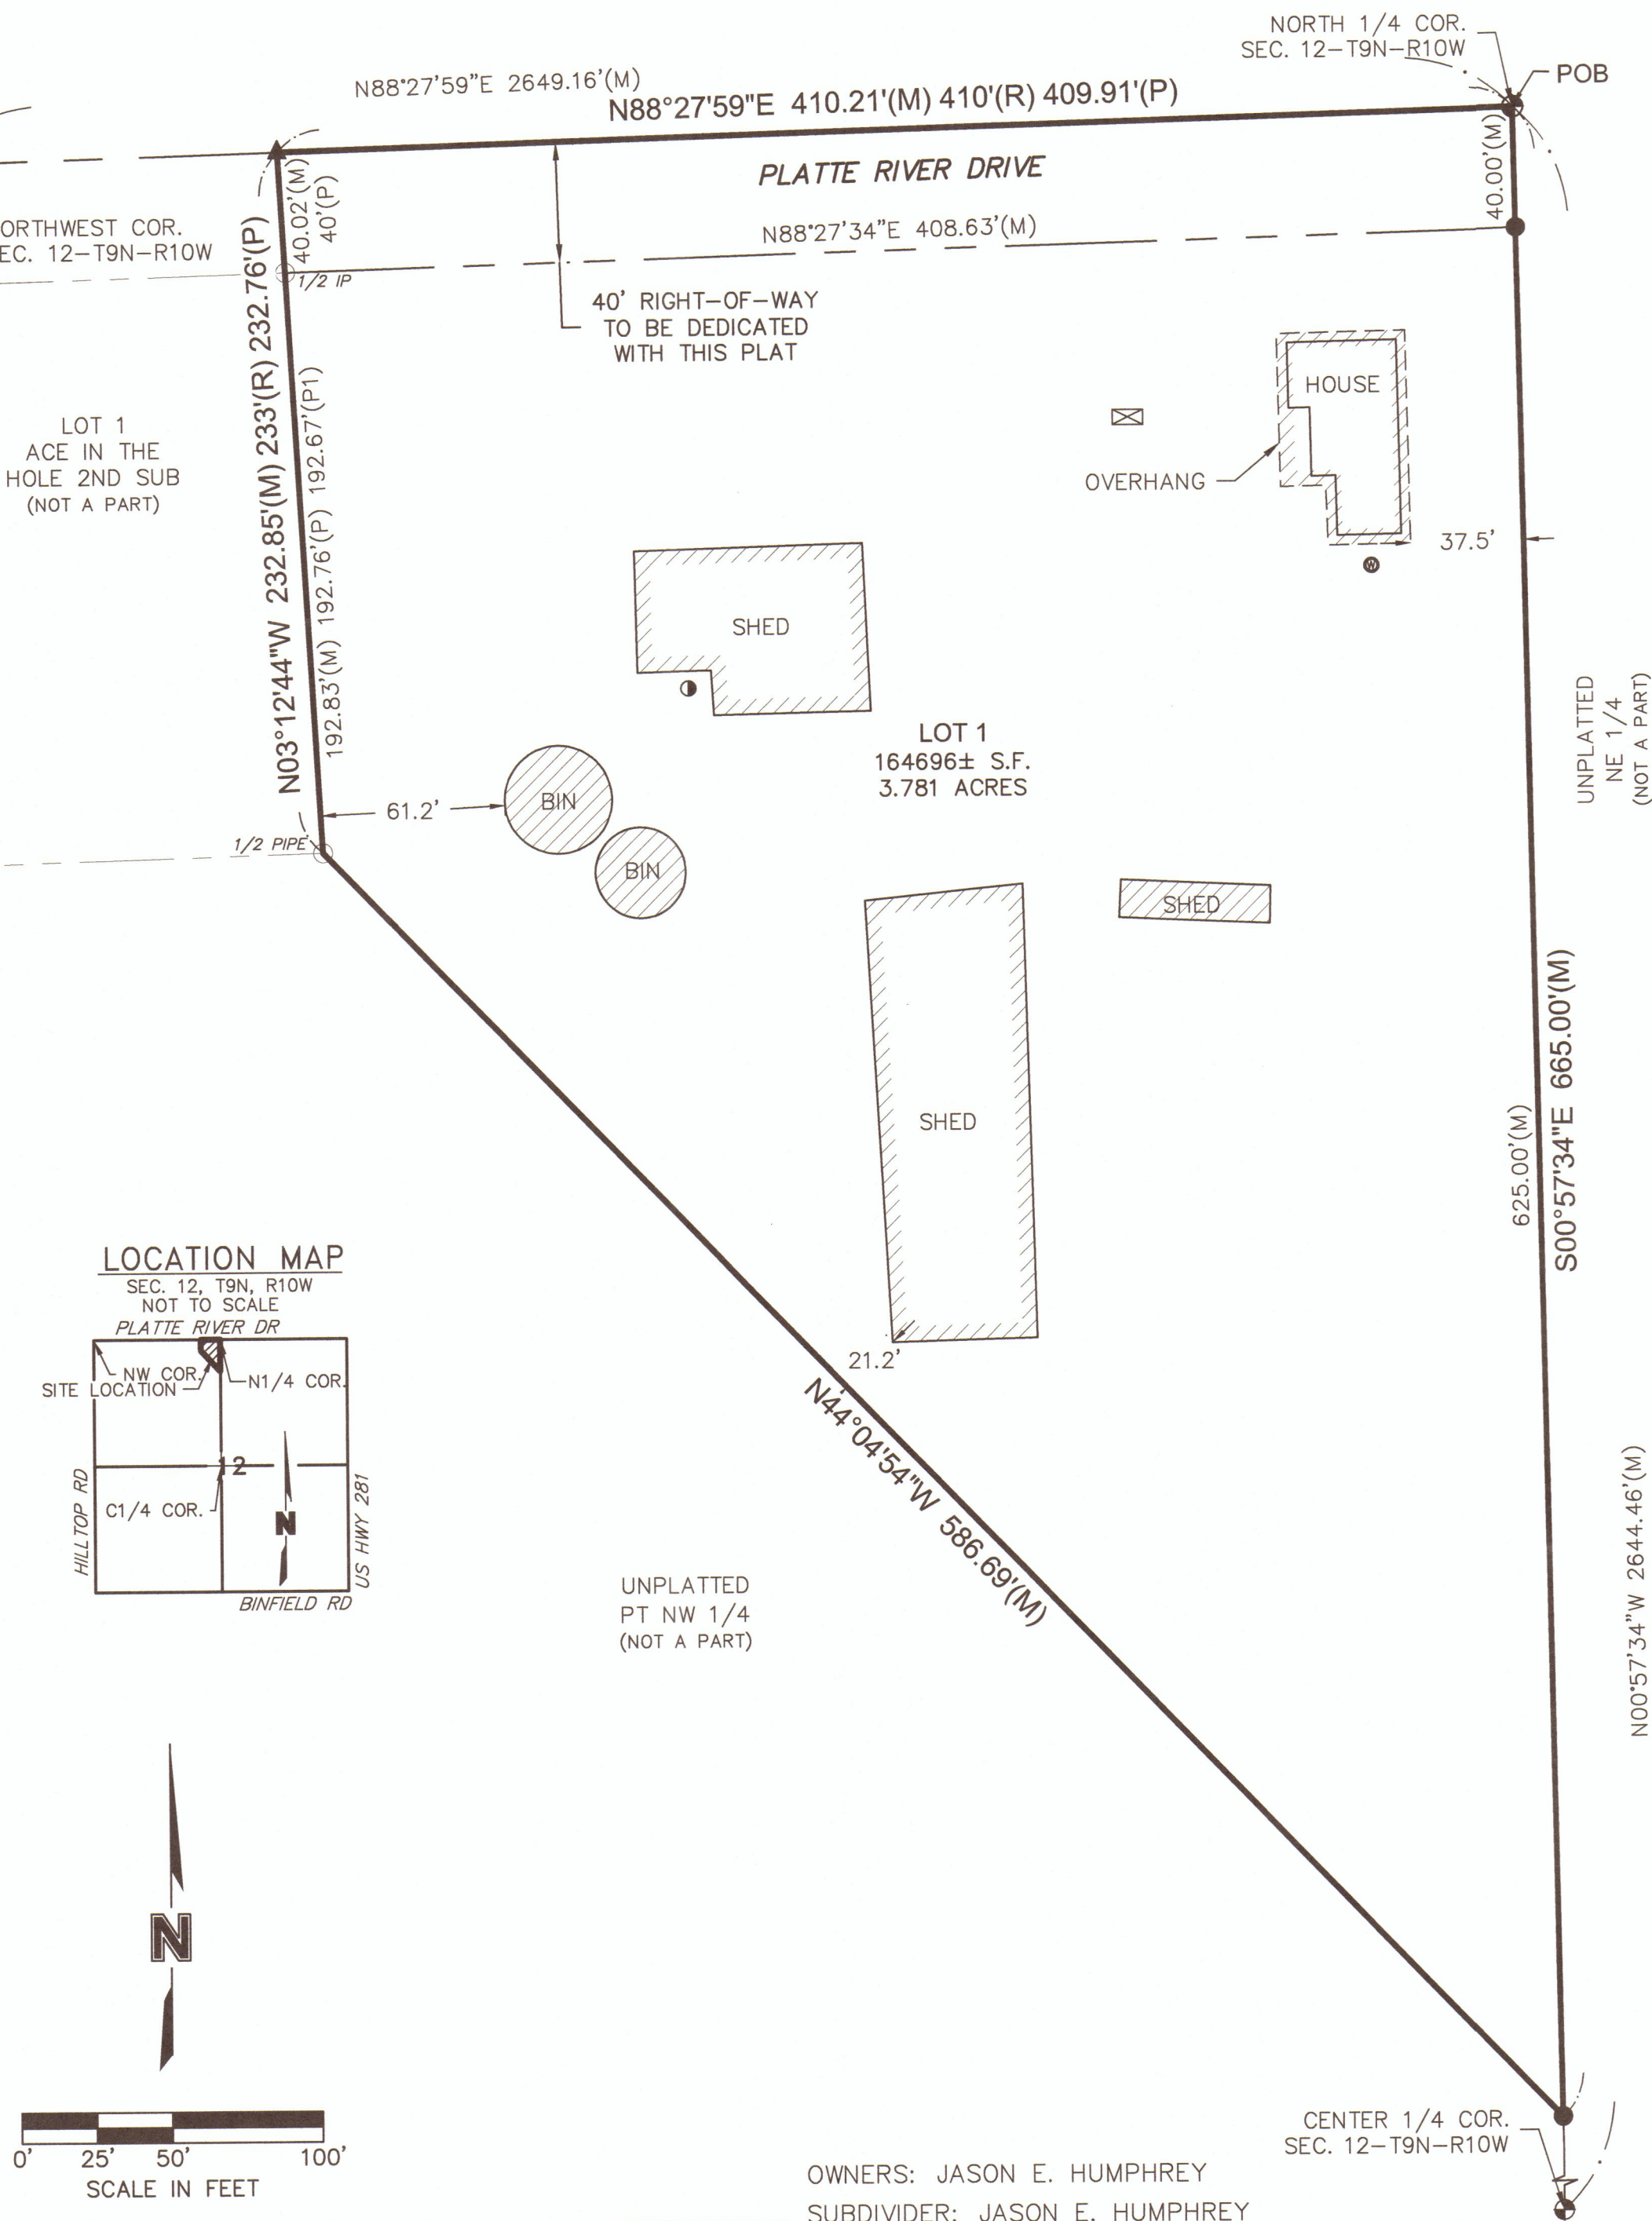 NORTH 1/4 COR.
SEC. 12-T9N-R10W
POB
N88°27'59"E 2649.16'(M)
N88°27'59"E 410.21'(M) 410'(R) 409.91'(P)
PLATTE RIVER DRIVE
40.00'(M)
40.02'(M)
40'(P)
ORTHWEST COR.
EC. 12-T9N-R10W
N88°27'34"E 408.63'(M)
1/2 IP
40' RIGHT-OF-WAY
TO BE DEDICATED
WITH THIS PLAT
N03°12'44"W 232.85'(M) 233'(R) 232.76'(P)
192.83'(M) 192.76'(P) 192.67'(P1)
LOT 1
ACE IN THE
HOLE 2ND SUB
(NOT A PART)
HOUSE
OVERHANG
37.5'
W
SHED
LOT 1
164696± S.F.
3.781 ACRES
UNPLATTED
NE 1/4
(NOT A PART)
61.2'
BIN
1/2 PIPE
BIN
SHED
SHED
625.00'(M)
S00°57'34"E 665.00'(M)
21.2'
N44°04'54"W 586.69'(M)
LOCATION MAP
SEC. 12, T9N, R10W
NOT TO SCALE
PLATTE RIVER DR
NW COR.
SITE LOCATION
N1/4 COR.
12
C1/4 COR.
HILLTOP RD
US HWY 281
N
BINFIELD RD
UNPLATTED
PT NW 1/4
(NOT A PART)
N00°57'34"W 2644.46'(M)
N
0' 25' 50' 100'
SCALE IN FEET
CENTER 1/4 COR.
SEC. 12-T9N-R10W
OWNERS: JASON E. HUMPHREY
SUBDIVIDER: JASON E. HUMPHREY